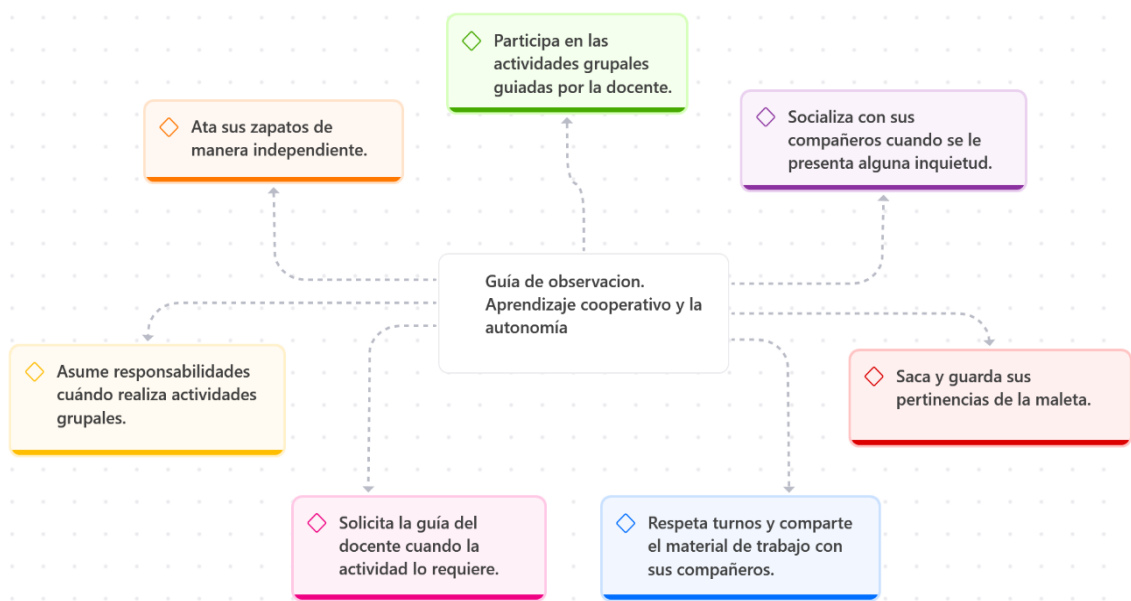 Participa en las
actividades grupales
guiadas por la docente.
Ata sus zapatos de
manera independiente.
Socializa con sus
compañeros cuando se le
presenta alguna inquietud.
Guía de observacion.
Aprendizaje cooperativo y la
autonomía
Asume responsabilidades
cuándo realiza actividades
grupales.
Saca y guarda sus
pertinencias de la maleta.
Solicita la guía del
docente cuando la
actividad lo requiere.
Respeta turnos y comparte
el material de trabajo con
sus compañeros.